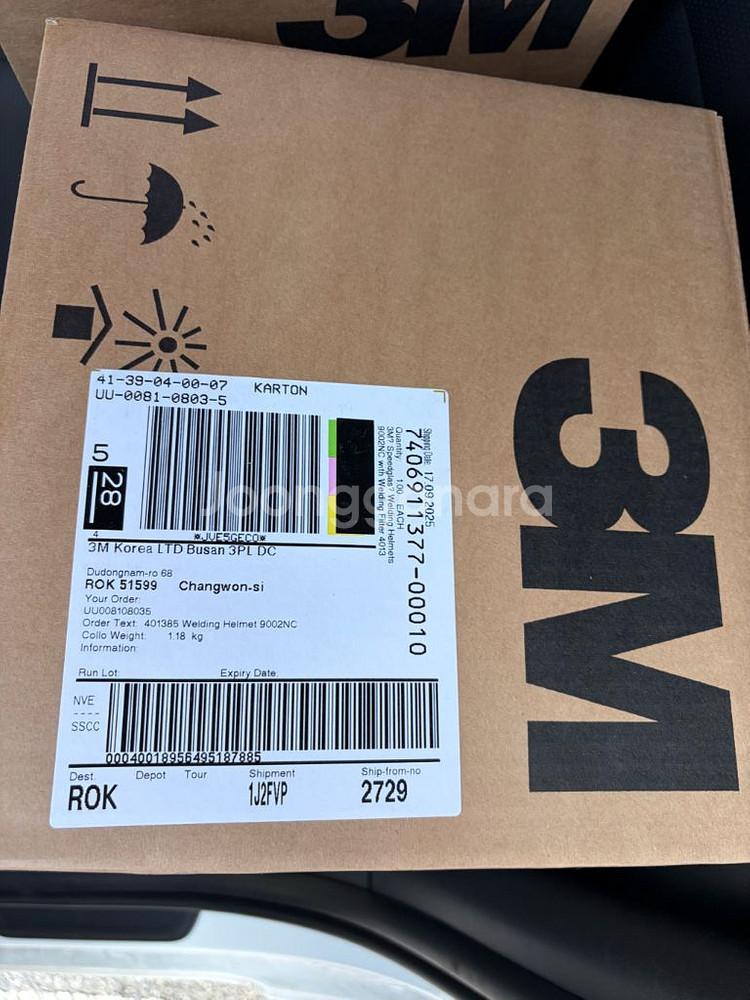 3M
41-39-04-00-07 KARTON
UU-0081-0803-5
5
28
4
*JVE5GECO*
Shipping Date: 17.09.2025
7406911377-00010
Quantity: 1.00 EACH
3M? Speedglas? Welding Helmets
9002NC with Welding Filter 4013
3M Korea LTD Busan 3PL DC
Dudongnam-ro 68
ROK 51599 Changwon-si
Your Order:
UU008108035
Order Text: 401385 Welding Helmet 9002NC
Collo Weight: 1.18 kg
Information:
Run Lot: Expiry Date:
NVE
----
SSCC
00040018956495187885
Dest. Depot Tour Shipment Ship-from-no
ROK 1J2FVP 2729
3M
Joonggonara